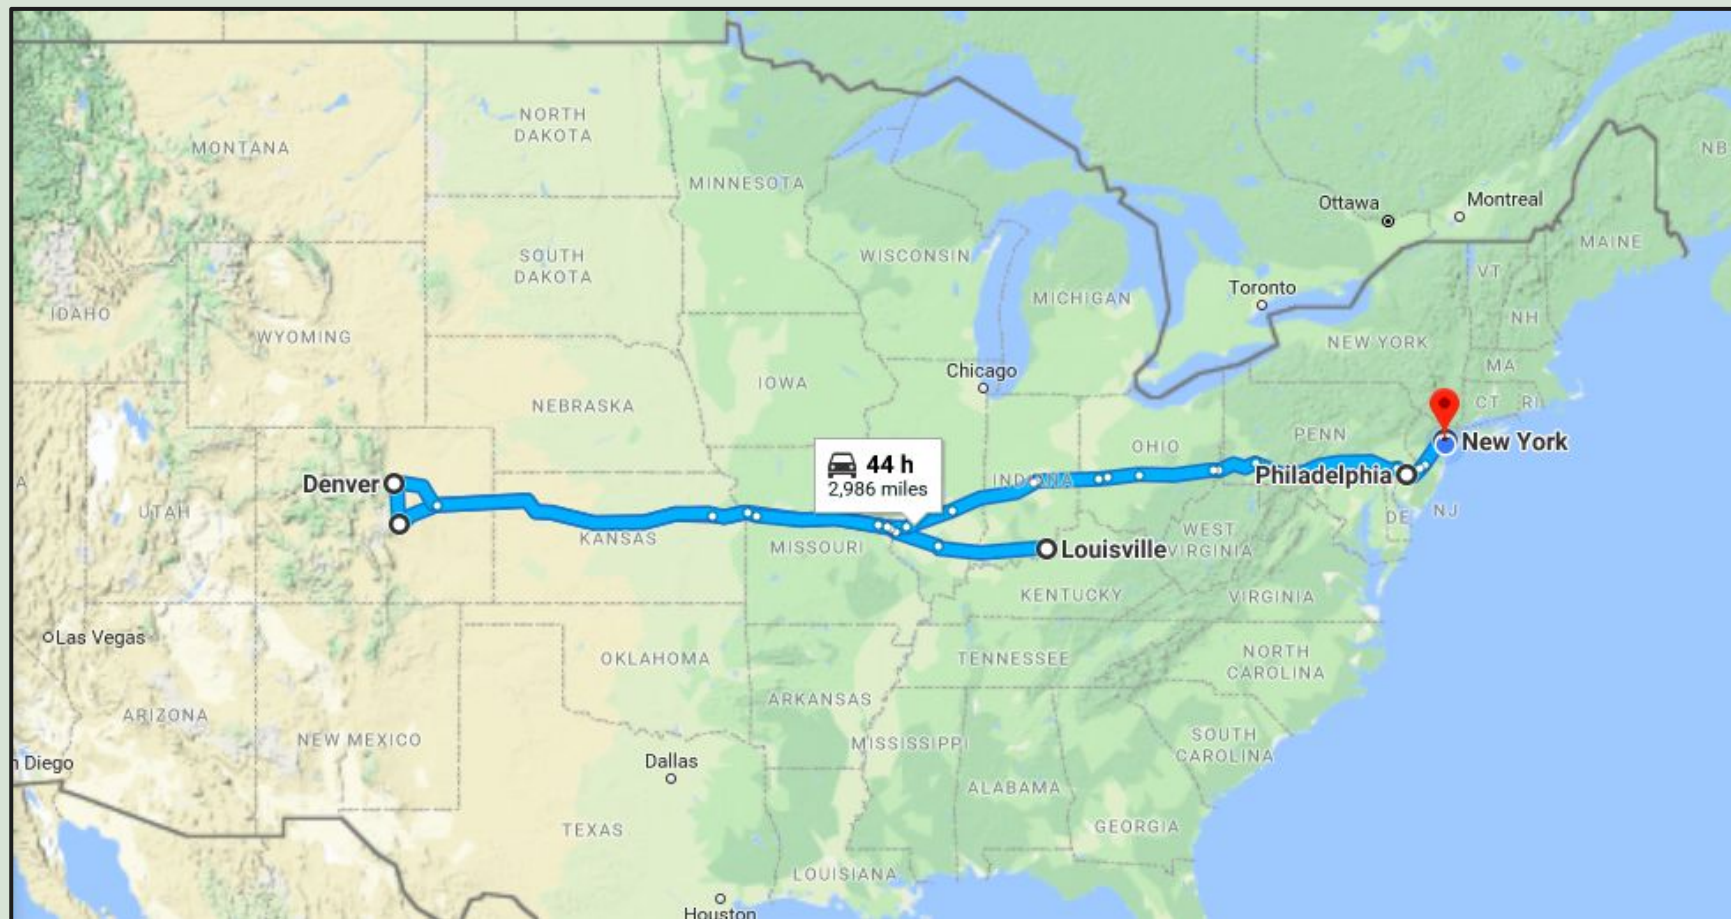 NORTH
DAKOTA
MONTANA
NB
MINNESOTA
Ottawa
Montreal
MAINE
SOUTH
DAKOTA
WISCONSIN
VT
Toronto
MICHIGAN
IDAHO
NH
WYOMING
NEW YORK
MA
Chicago
IOWA
NEBRASKA
CT
RI
PENN
OHIO
New York
44 h
2,986 miles
Denver
INDIANA
Philadelphia
A
UTAH
NJ
DE
KANSAS
MISSOURI
WEST
VIRGINIA
Louisville
KENTUCKY
VIRGINIA
Las Vegas
OKLAHOMA
TENNESSEE
NORTH
CAROLINA
ARKANSAS
ARIZONA
NEW MEXICO
MISSISSIPPI
SOUTH
CAROLINA
n Diego
Dallas
ALABAMA
TEXAS
GEORGIA
LOUISIANA
Houston